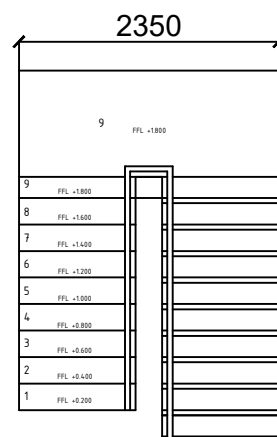 2350
9 FFL +1.800
9 FFL +1.800
8 FFL +1.600
7 FFL +1.400
6 FFL +1.200
5 FFL +1.000
4 FFL +0.800
3 FFL +0.600
2 FFL +0.400
1 FFL +0.200